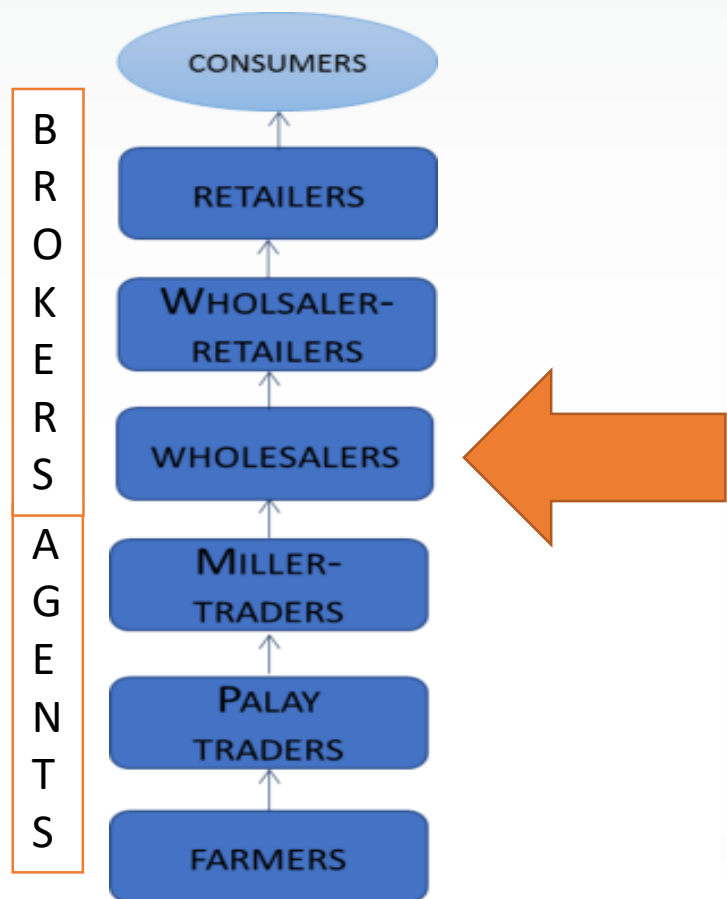 CONSUMERS
RETAILERS
WHOLSALER-
RETAILERS
WHOLESALERS
MILLER-
TRADERS
PALAY
TRADERS
FARMERS
B
R
O
K
E
R
S
A
G
E
N
T
S